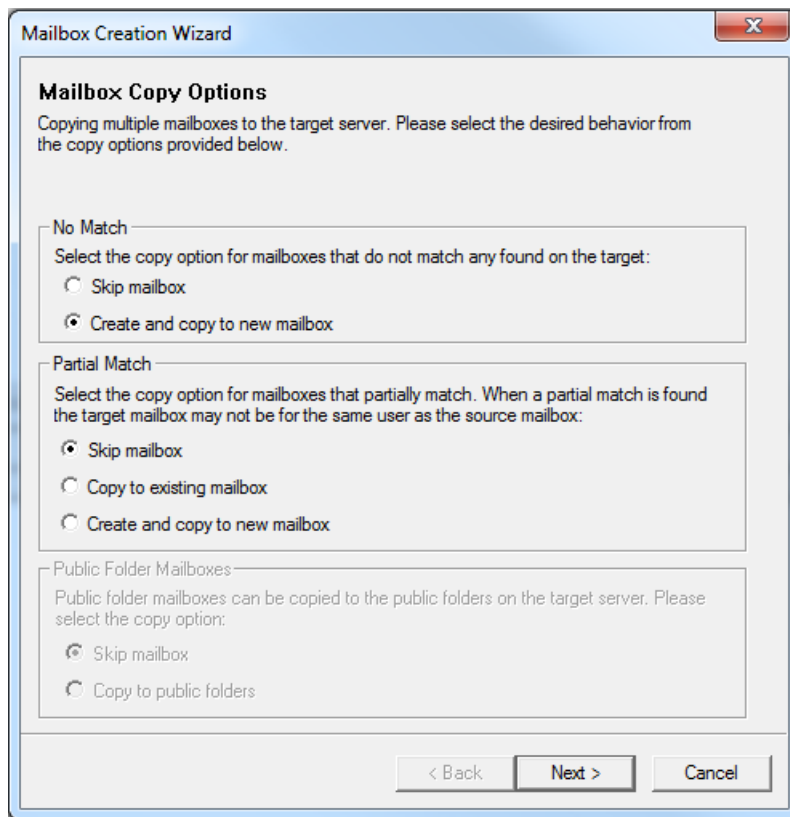 Mailbox Creation Wizard
Mailbox Copy Options
Copying multiple mailboxes to the target server. Please select the desired behavior from
the copy options provided below.
No Match
Select the copy option for mailboxes that do not match any found on the target:
Skip mailbox
Create and copy to new mailbox
Partial Match
Select the copy option for mailboxes that partially match. When a partial match is found
the target mailbox may not be for the same user as the source mailbox:
Skip mailbox
Copy to existing mailbox
Create and copy to new mailbox
Public Folder Mailboxes
Public folder mailboxes can be copied to the public folders on the target server. Please
select the copy option:
Skip mailbox
Copy to public folders
< Back Next > Cancel